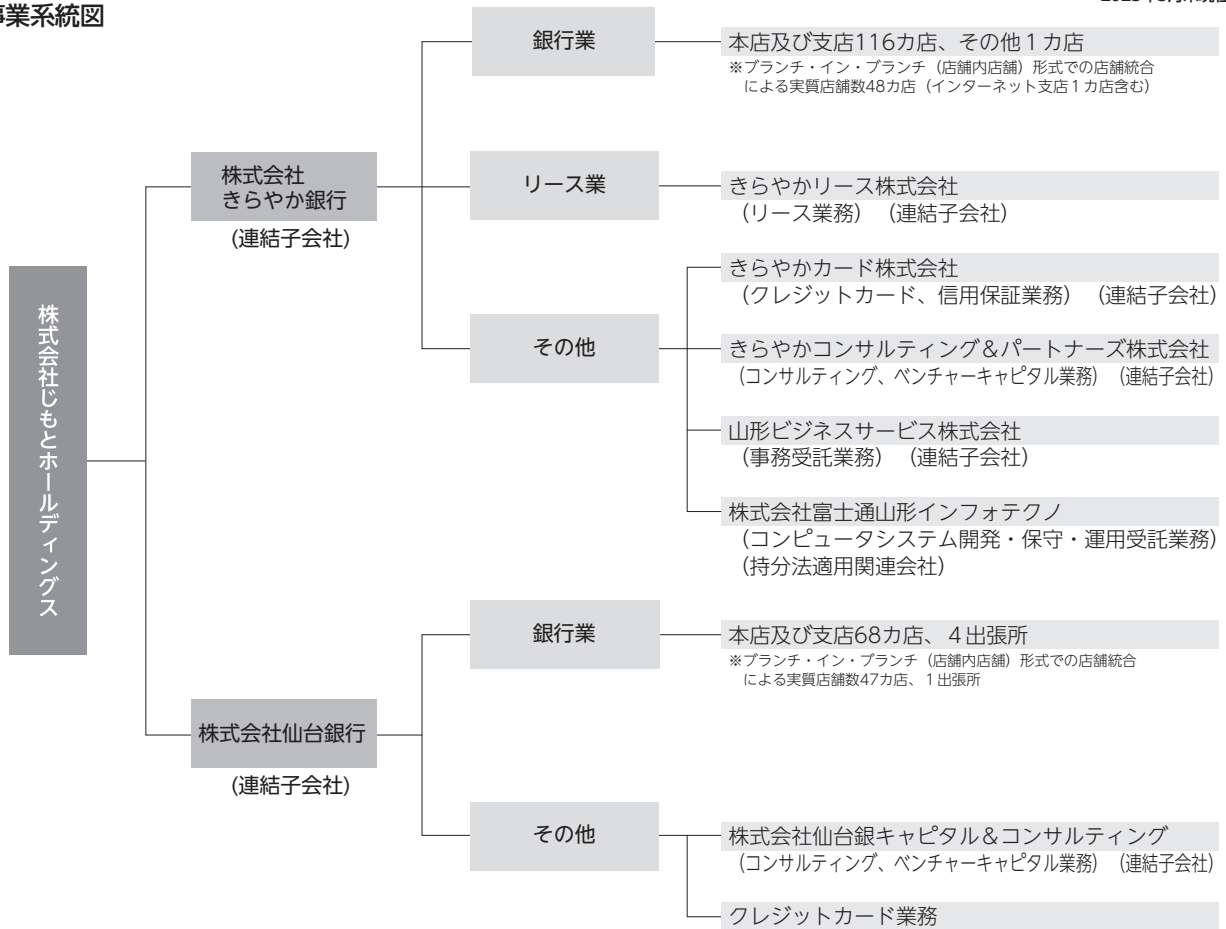 事業系統図
株式会社じもとホールディングス
株式会社
きらやか銀行
(連結子会社)
銀行業
本店及び支店116カ店、その他１カ店
※ブランチ・イン・ブランチ（店舗内店舗）形式での店舗統合
による実質店舗数48カ店（インターネット支店１カ店含む）
リース業
きらやかリース株式会社
（リース業務）（連結子会社）
その他
きらやかカード株式会社
（クレジットカード、信用保証業務）（連結子会社）
きらやかコンサルティング＆パートナーズ株式会社
（コンサルティング、ベンチャーキャピタル業務）（連結子会社）
山形ビジネスサービス株式会社
（事務受託業務）（連結子会社）
株式会社富士通山形インフォテクノ
（コンピュータシステム開発・保守・運用受託業務）
（持分法適用関連会社）
株式会社仙台銀行
(連結子会社)
銀行業
本店及び支店68カ店、４出張所
※ブランチ・イン・ブランチ（店舗内店舗）形式での店舗統合
による実質店舗数47カ店、１出張所
その他
株式会社仙台銀キャピタル＆コンサルティング
（コンサルティング、ベンチャーキャピタル業務）（連結子会社）
クレジットカード業務